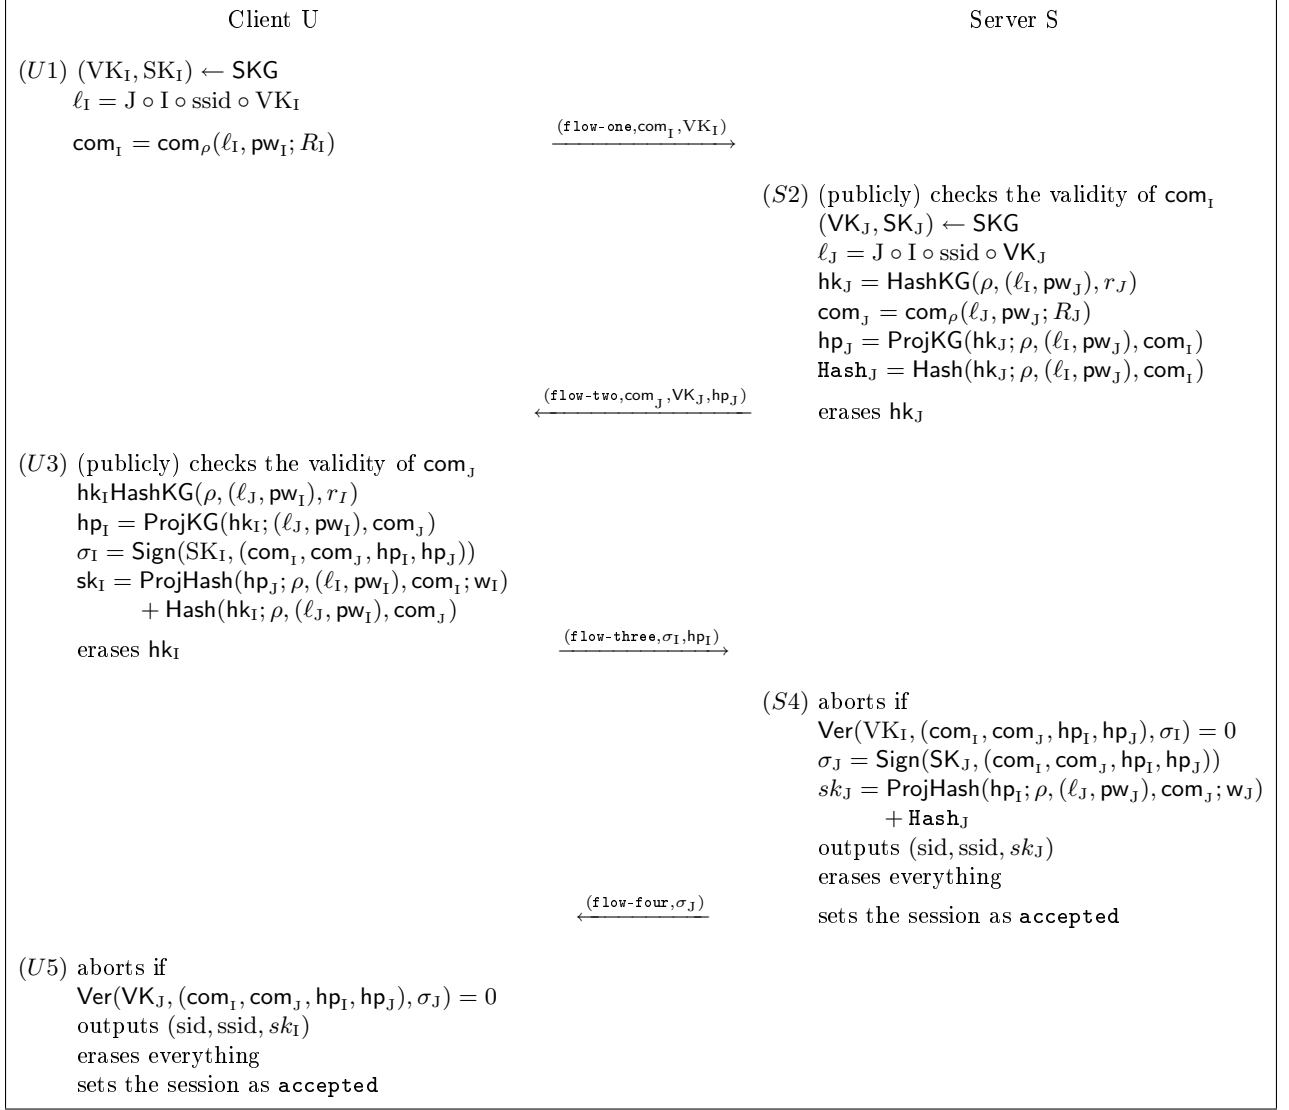 Client U
Server S
(U1) (VK_I, SK_I) ← SKG
ℓ_I = J ∘ I ∘ ssid ∘ VK_I
com_I = com_ρ(ℓ_I, pw_I; R_I)
(flow-one,com_I,VK_I)
(S2) (publicly) checks the validity of com_I
(VK_J, SK_J) ← SKG
ℓ_J = J ∘ I ∘ ssid ∘ VK_J
hk_J = HashKG(ρ, (ℓ_I, pw_J), r_J)
com_J = com_ρ(ℓ_J, pw_J; R_J)
hp_J = ProjKG(hk_J; ρ, (ℓ_I, pw_J), com_I)
Hash_J = Hash(hk_J; ρ, (ℓ_I, pw_J), com_I)
(flow-two,com_J,VK_J,hp_J)
erases hk_J
(U3) (publicly) checks the validity of com_J
hk_IHashKG(ρ, (ℓ_J, pw_I), r_I)
hp_I = ProjKG(hk_I; (ℓ_J, pw_I), com_J)
σ_I = Sign(SK_I, (com_I, com_J, hp_I, hp_J))
sk_I = ProjHash(hp_J; ρ, (ℓ_I, pw_I), com_I; w_I)
+ Hash(hk_I; ρ, (ℓ_J, pw_I), com_J)
erases hk_I
(flow-three,σ_I,hp_I)
(S4) aborts if
Ver(VK_I, (com_I, com_J, hp_I, hp_J), σ_I) = 0
σ_J = Sign(SK_J, (com_I, com_J, hp_I, hp_J))
sk_J = ProjHash(hp_I; ρ, (ℓ_J, pw_J), com_J; w_J)
+ Hash_J
outputs (sid, ssid, sk_J)
erases everything
(flow-four,σ_J)
sets the session as accepted
(U5) aborts if
Ver(VK_J, (com_I, com_J, hp_I, hp_J), σ_J) = 0
outputs (sid, ssid, sk_I)
erases everything
sets the session as accepted